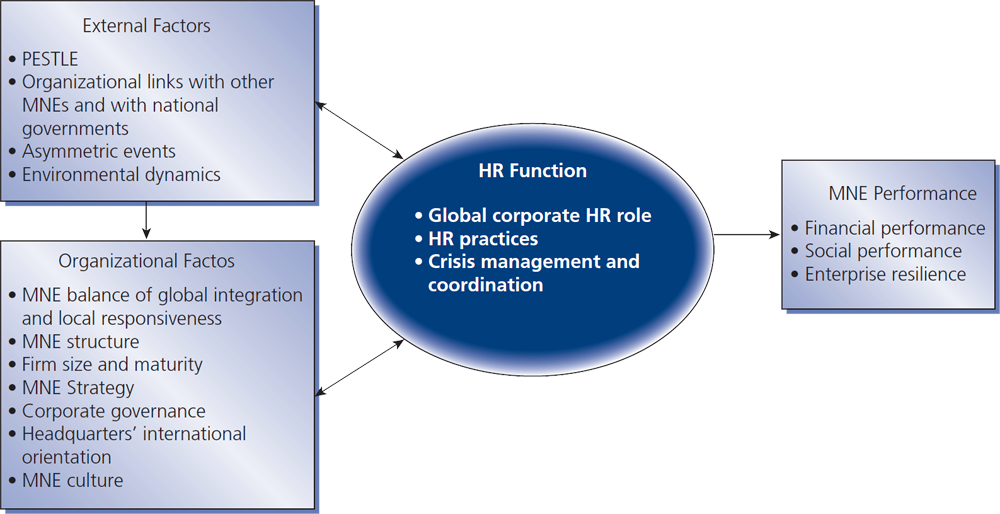 External Factors
• PESTLE
• Organizational links with other
MNEs and with national
governments
• Asymmetric events
• Environmental dynamics
Organizational Factos
• MNE balance of global integration
and local responsiveness
• MNE structure
• Firm size and maturity
• MNE Strategy
• Corporate governance
• Headquarters’ international
orientation
• MNE culture
HR Function
• Global corporate HR role
• HR practices
• Crisis management and
coordination
MNE Performance
• Financial performance
• Social performance
• Enterprise resilience